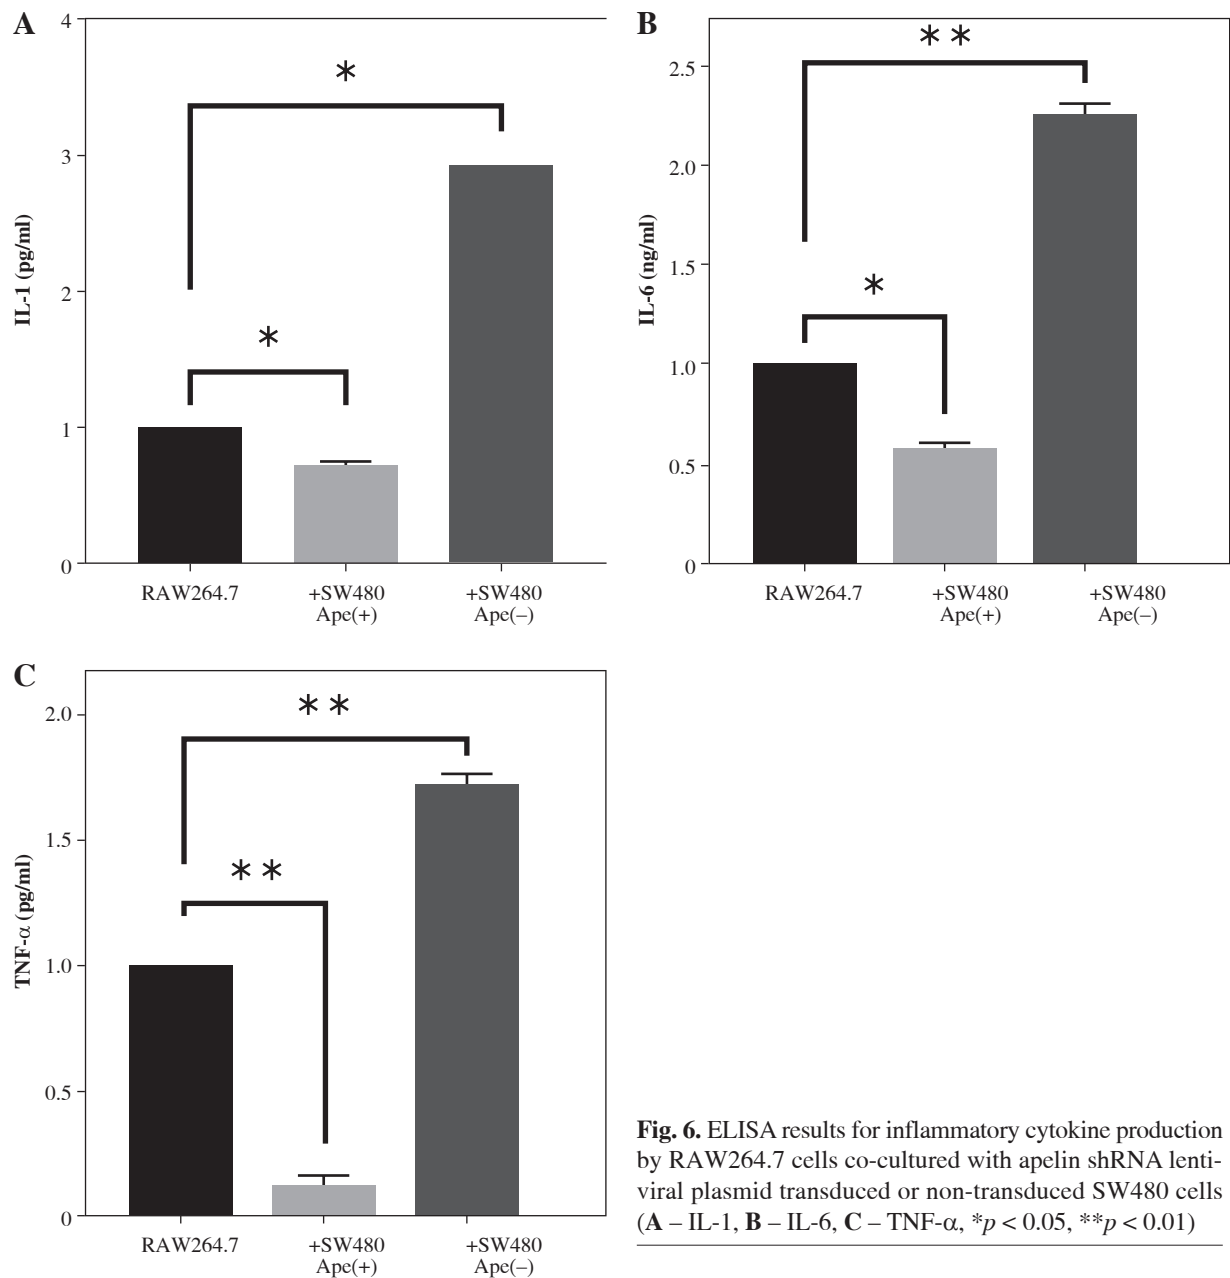 A
IL-1 (pg/ml)
4
3
2
1
0
*
*
RAW264.7
+SW480
Ape(+)
+SW480
Ape(–)
B
IL-6 (ng/ml)
2.5
2.0
1.5
1.0
0.5
0
**
*
RAW264.7
+SW480
Ape(+)
+SW480
Ape(–)
C
TNF-α (pg/ml)
2.0
1.5
1.0
0.5
0
**
**
RAW264.7
+SW480
Ape(+)
+SW480
Ape(–)
Fig. 6. ELISA results for inflammatory cytokine production
by RAW264.7 cells co-cultured with apelin shRNA lenti-
viral plasmid transduced or non-transduced SW480 cells
(A – IL-1, B – IL-6, C – TNF-α, *p < 0.05, **p < 0.01)